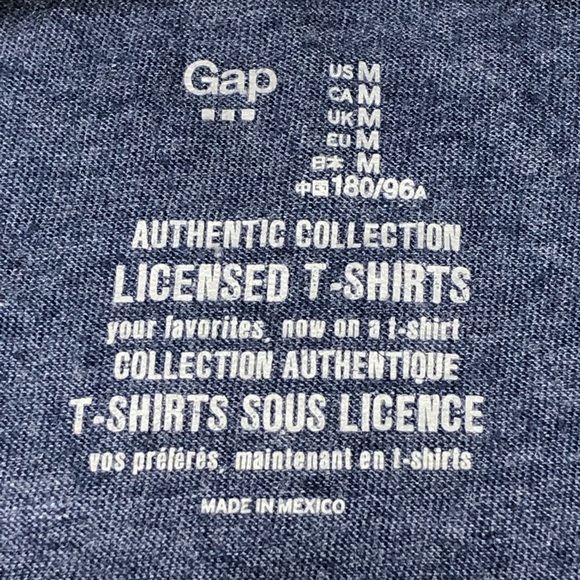 Gap
US M
CA M
UK M
EU M
日本 M
中国 180/96A
AUTHENTIC COLLECTION
LICENSED T-SHIRTS
your favorites, now on a t-shirt
COLLECTION AUTHENTIQUE
T-SHIRTS SOUS LICENCE
vos préférés, maintenant en t-shirts
MADE IN MEXICO